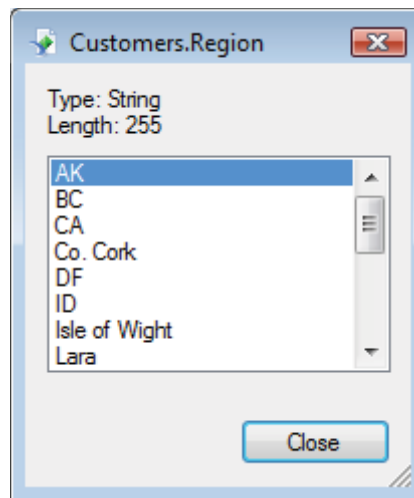 Customers.Region
Type: String
Length: 255
AK
BC
CA
Co. Cork
DF
ID
Isle of Wight
Lara
Close